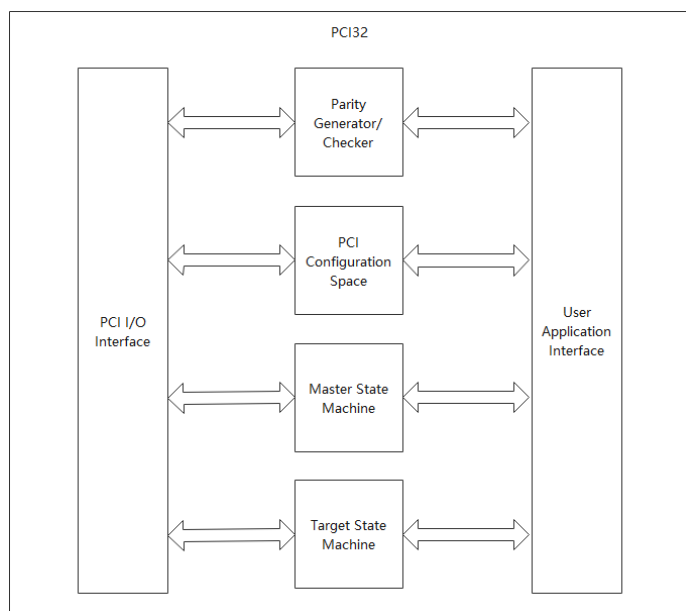 PCI32
Parity
Generator/
Checker
PCI
Configuration
Space
PCI I/O
Interface
User
Application
Interface
Master State
Machine
Target State
Machine